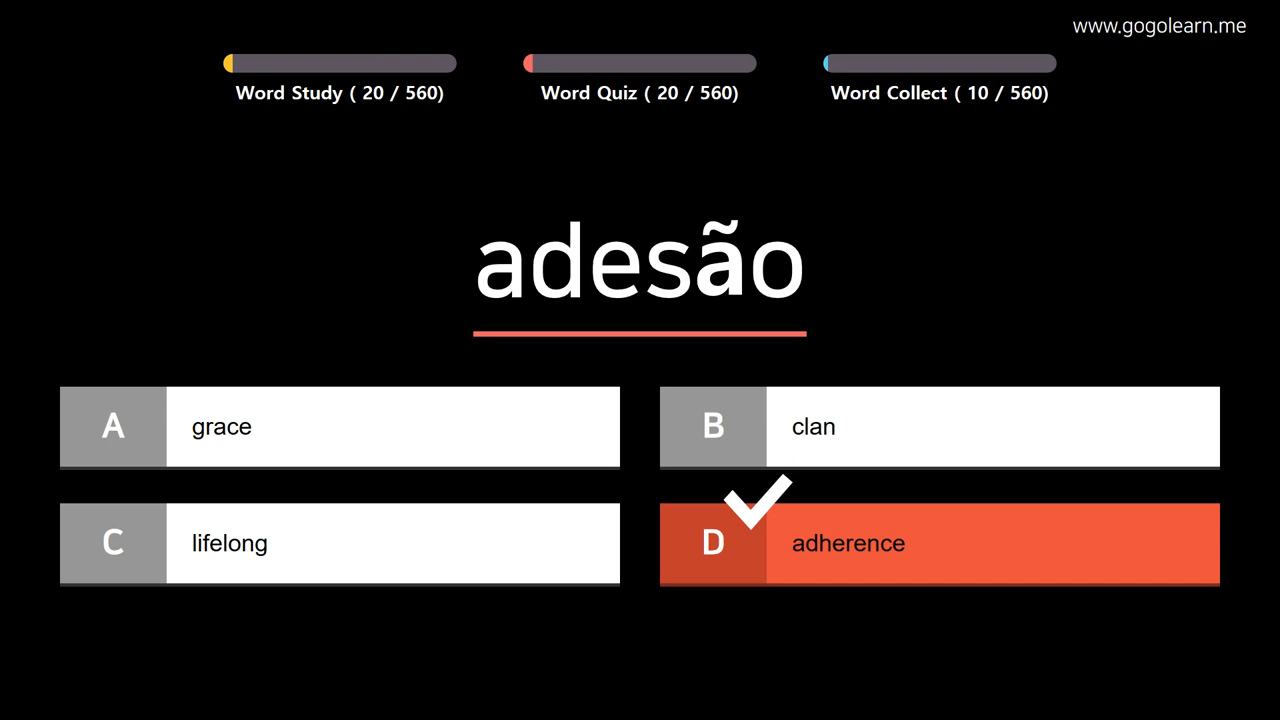 www.gogolearn.me
Word Study ( 20 / 560)
Word Quiz ( 20 / 560)
Word Collect ( 10 / 560)
adesão
A grace
B clan
C lifelong
D adherence